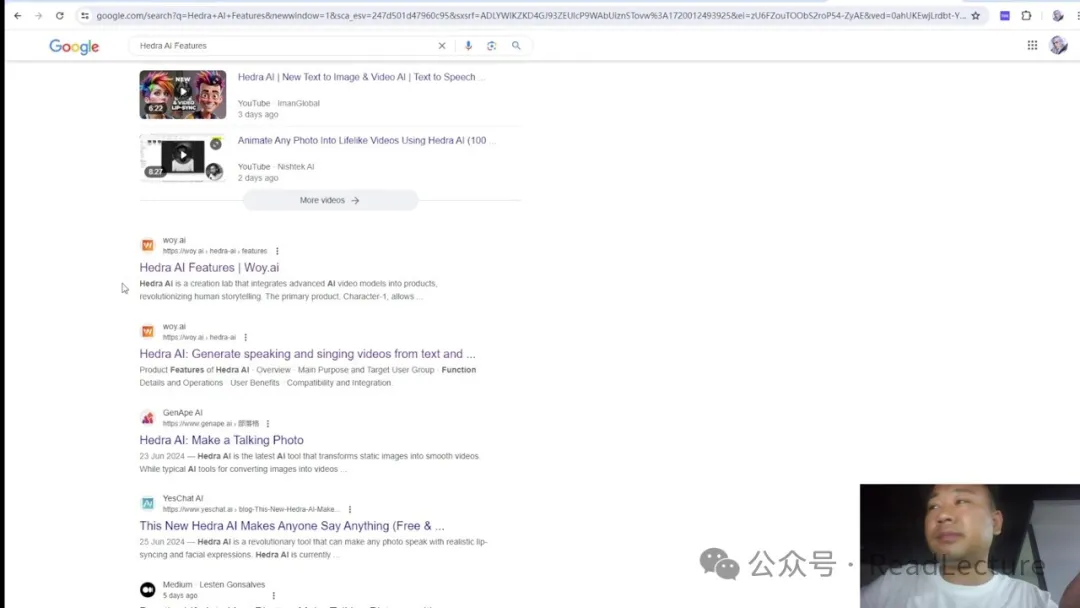 google.com/search?q=Hedra+AI+Features&newwindow=1&sca_esv=247d501d47960c95&sxsrf=
Google
Hedra AI Features
Hedra AI | New Text to Image & Video AI | Text to Speech ...
NEW
& VIDEO
LIP-SYNC
6:22
YouTube · ImanGlobal
3 days ago
Animate Any Photo Into Lifelike Videos Using Hedra AI (100 ...
8:27
YouTube · Nishtek AI
2 days ago
More videos →
woy.ai
https://woy.ai › hedra-ai › features
Hedra AI Features | Woy.ai
Hedra AI is a creation lab that integrates advanced AI video models into products,
revolutionizing human storytelling. The primary product, Character-1, allows ...
woy.ai
https://woy.ai › hedra-ai
Hedra AI: Generate speaking and singing videos from text and ...
Product Features of Hedra AI · Overview · Main Purpose and Target User Group · Function
Details and Operations · User Benefits · Compatibility and Integration.
GenApe AI
https://www.genape.ai › 部落格
Hedra AI: Make a Talking Photo
23 Jun 2024 — Hedra AI is the latest AI tool that transforms static images into smooth videos.
While typical AI tools for converting images into videos ...
YesChat AI
https://www.yeschat.ai › blog-This-New-Hedra-AI-Make...
This New Hedra AI Makes Anyone Say Anything (Free & ...
25 Jun 2024 — Hedra AI is a revolutionary tool that can make any photo speak with realistic lip-
syncing and facial expressions. Hedra AI is currently ...
Medium · Lesten Gonsalves
5 days ago
公众号 · ReadLecture